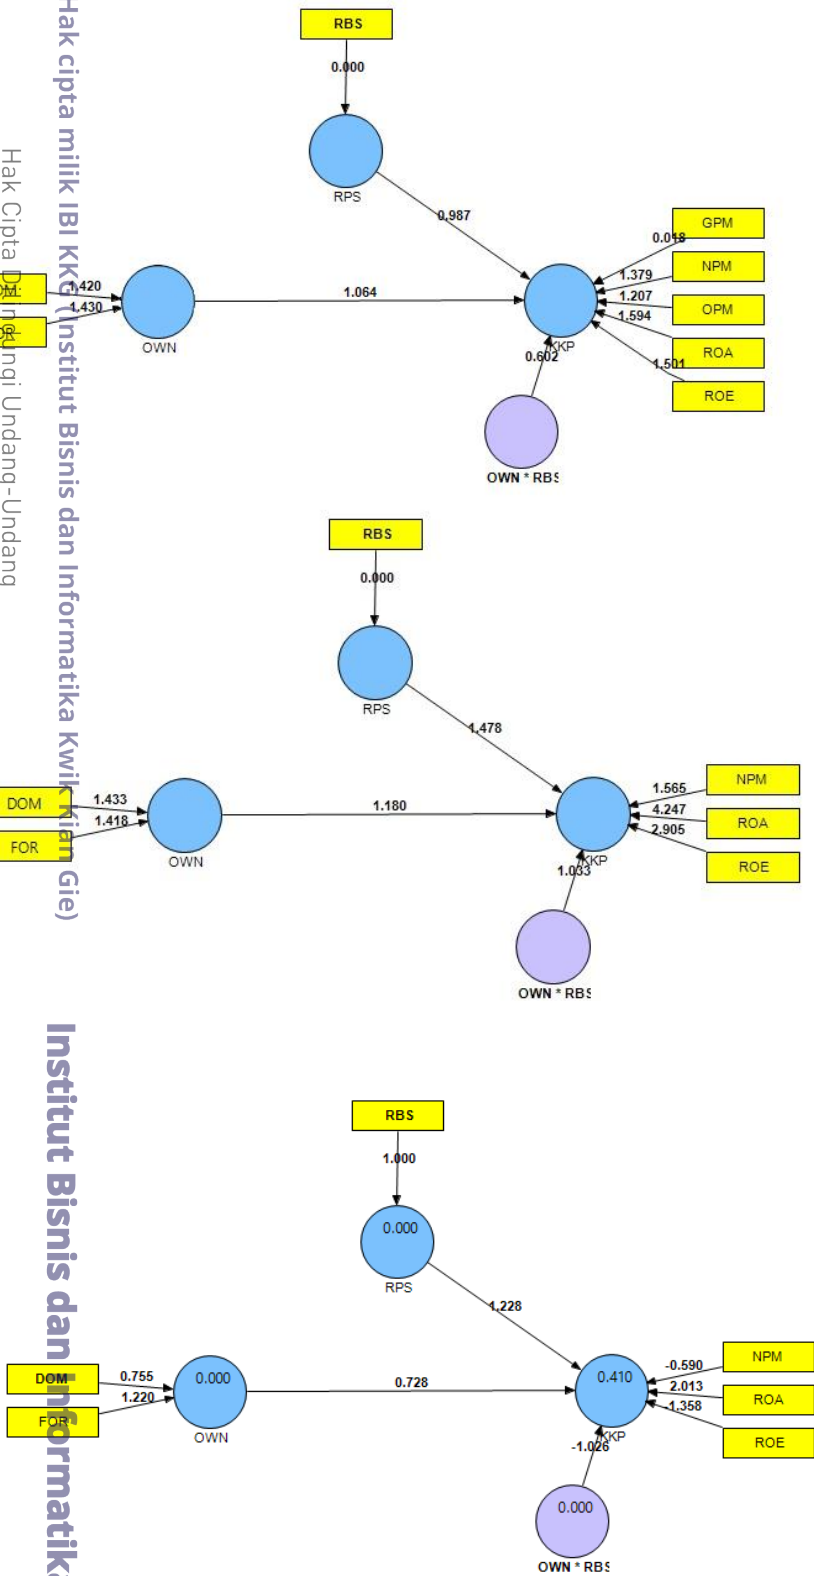 Hak cipta milik IBI KKG (Institut Bisnis dan Informatika Kwik Kian Gie)
Hak Cipta Dilindungi Undang-Undang
RBS
0.000
RPS
0.987
GPM
0.018
NPM
1.379
1.207
OPM
1.594
ROA
1.501
ROE
1.420
1.430
OWN
1.064
KKP
0.602
OWN * RBS
RBS
0.000
RPS
1.478
DOM
1.433
FOR
1.418
OWN
1.180
NPM
1.565
4.247
ROA
2.905
ROE
KKP
1.033
OWN * RBS
Institut Bisnis dan Informatika
RBS
1.000
0.000
RPS
1.228
DOM
0.755
FOR
1.220
0.000
OWN
0.728
0.410
KKP
NPM
-0.590
2.013
ROA
-1.358
ROE
-1.026
0.000
OWN * RBS